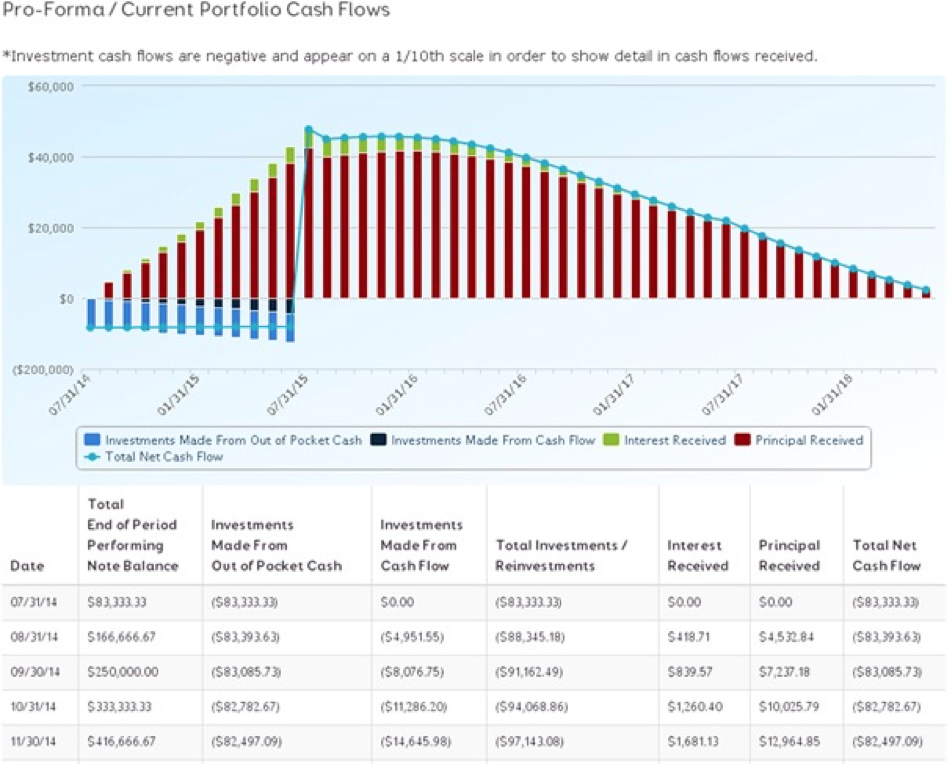 Pro-Forma / Current Portfolio Cash Flows
*Investment cash flows are negative and appear on a 1/10th scale in order to show detail in cash flows received.
$60,000
$40,000
$20,000
$0
($200,000)
07/31/14
01/31/15
07/31/15
01/31/16
07/31/16
01/31/17
07/31/17
01/31/18
Investments Made From Out of Pocket Cash Investments Made From Cash Flow Interest Received Principal Received
Total Net Cash Flow
Date Total End of Period Performing Note Balance Investments Made From Out of Pocket Cash Investments Made From Cash Flow Total Investments / Reinvestments Interest Received Principal Received Total Net Cash Flow
07/31/14 $83,333.33 ($83,333.33) $0.00 ($83,333.33) $0.00 $0.00 ($83,333.33)
08/31/14 $166,666.67 ($83,393.63) ($4,951.55) ($88,345.18) $418.71 $4,532.84 ($83,393.63)
09/30/14 $250,000.00 ($83,085.73) ($8,076.75) ($91,162.49) $839.57 $7,237.18 ($83,085.73)
10/31/14 $333,333.33 ($82,782.67) ($11,286.20) ($94,068.86) $1,260.40 $10,025.79 ($82,782.67)
11/30/14 $416,666.67 ($82,497.09) ($14,645.98) ($97,143.08) $1,681.13 $12,964.85 ($82,497.09)